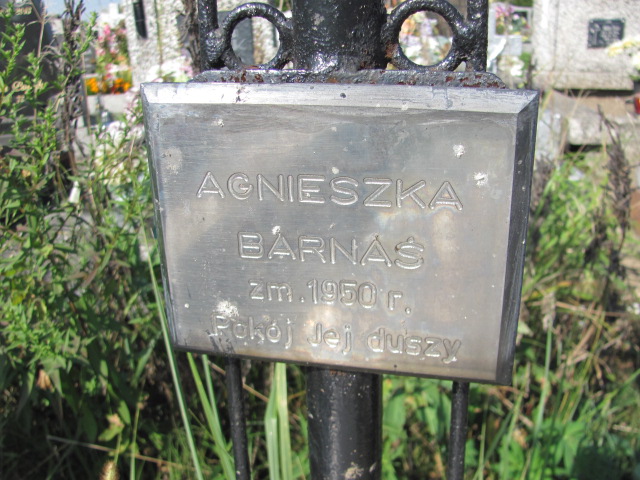 AGNIESZKA
BARNAŚ
zm. 1950 r.
Pokój Jej duszy